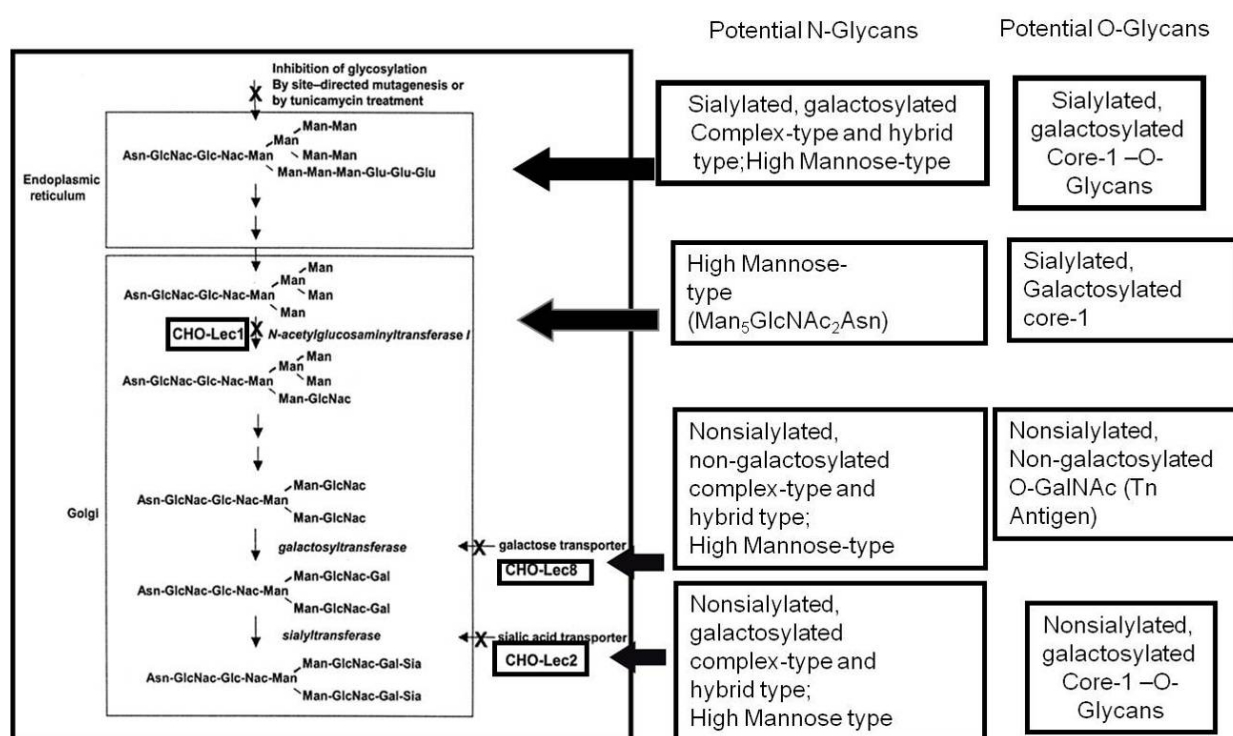 Potential N-Glycans
Potential O-Glycans
Inhibition of glycosylation
By site–directed mutagenesis or
by tunicamycin treatment
X
Endoplasmic
reticulum
Man-Man
Man
Asn-GlcNac-Glc-Nac-Man
Man-Man
Man-Man-Man-Glu-Glu-Glu
Sialylated, galactosylated
Complex-type and hybrid
type;High Mannose-type
Sialylated,
galactosylated
Core-1 –O-
Glycans
Golgi
Man
Man
Man
Asn-GlcNac-Glc-Nac-Man
Man
CHO-Lec1
X
N-acetylglucosaminyltransferase I
High Mannose-
type
(Man5GlcNAc2Asn)
Sialylated,
Galactosylated
core-1
Man
Man
Man
Asn-GlcNac-Glc-Nac-Man
Man-GlcNac
Man-GlcNac
Asn-GlcNac-Glc-Nac-Man
Man-GlcNac
galactosyltransferase
X
galactose transporter
CHO-Lec8
Nonsialylated,
non-galactosylated
complex-type and
hybrid type;
High Mannose-type
Nonsialylated,
Non-galactosylated
O-GalNAc (Tn
Antigen)
Man-GlcNac-Gal
Asn-GlcNac-Glc-Nac-Man
Man-GlcNac-Gal
sialyltransferase
X
sialic acid transporter
CHO-Lec2
Man-GlcNac-Gal-Sia
Asn-GlcNac-Glc-Nac-Man
Man-GlcNac-Gal-Sia
Nonsialylated,
galactosylated
complex-type and
hybrid type;
High Mannose type
Nonsialylated,
galactosylated
Core-1 –O-
Glycans